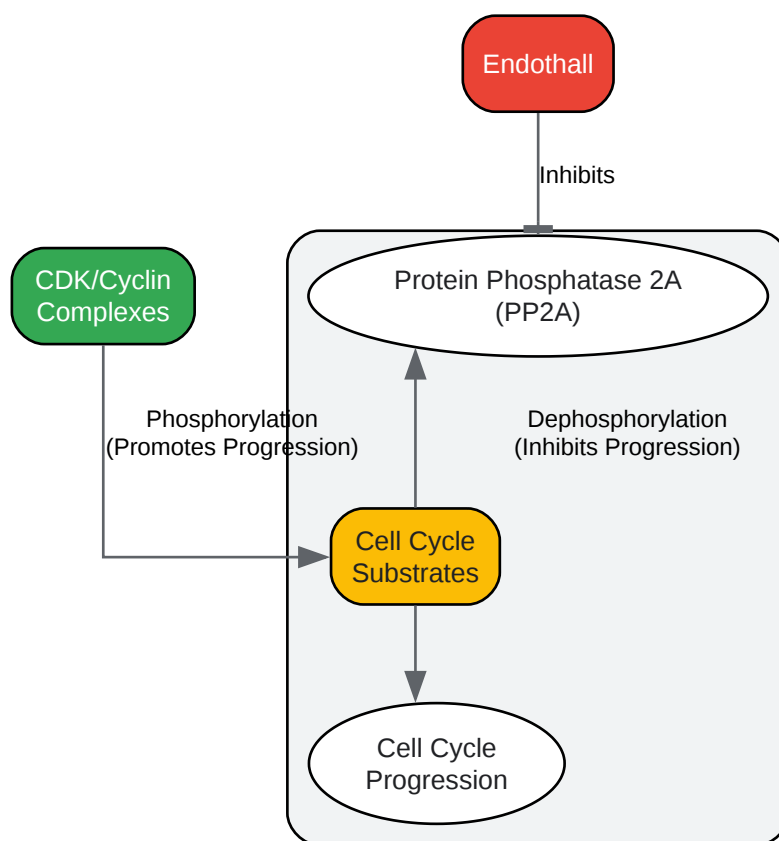 Endothall
Inhibits
CDK/Cyclin
Complexes
Protein Phosphatase 2A
(PP2A)
Phosphorylation
(Promotes Progression)
Dephosphorylation
(Inhibits Progression)
Cell Cycle
Substrates
Cell Cycle
Progression